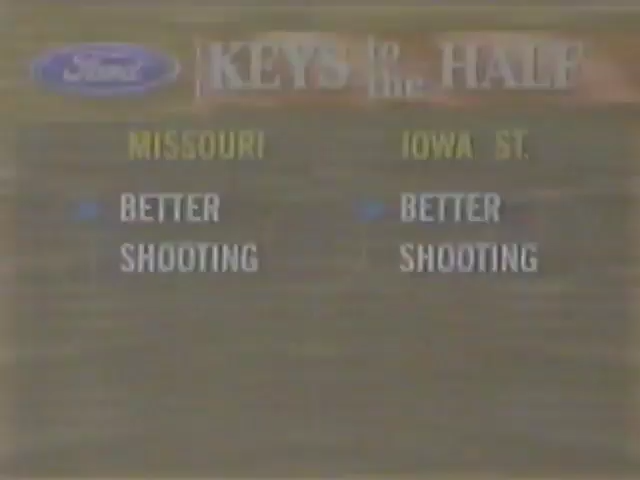 Ford KEYS to the HALF
MISSOURI IOWA ST.
BETTER BETTER
SHOOTING SHOOTING